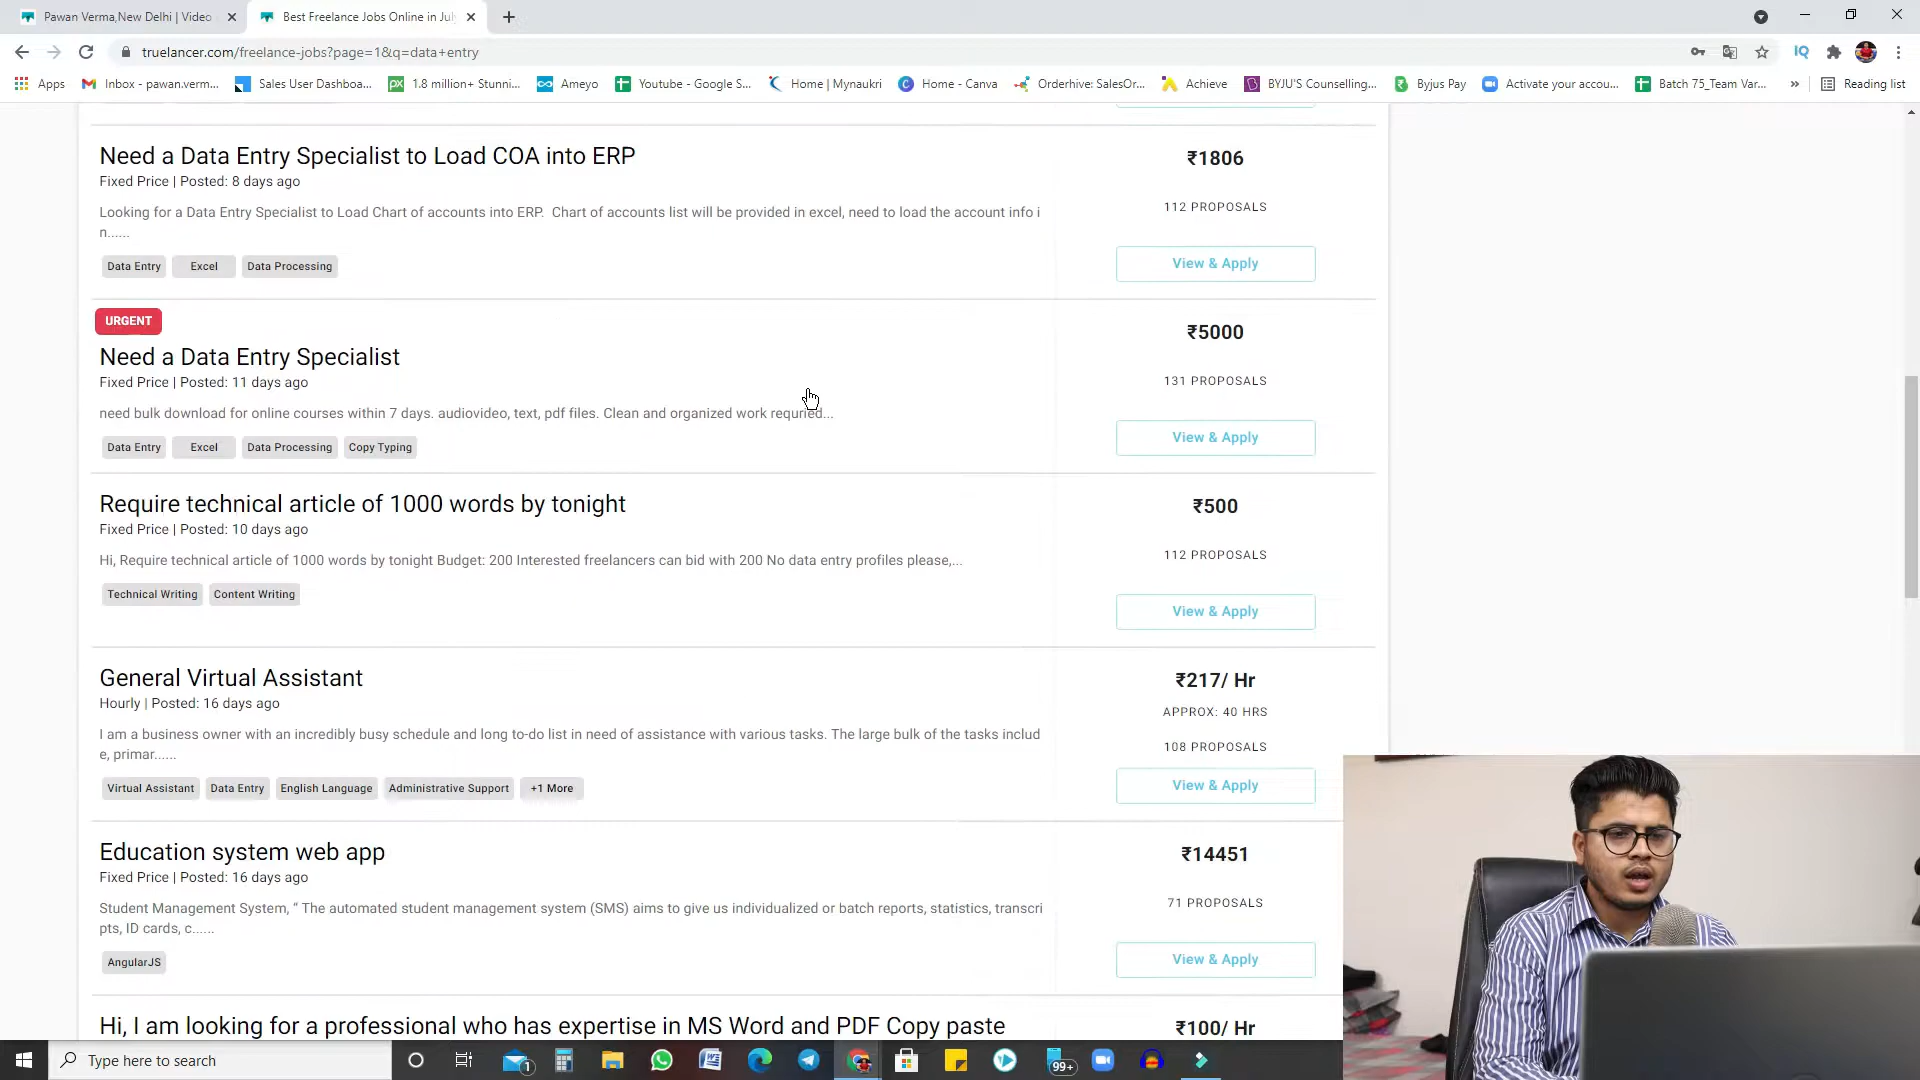 Pawan Verma,New Delhi | Video
Best Freelance Jobs Online in Jul
truelancer.com/freelance-jobs?page=1&q=data+entry
Apps
Inbox - pawan.verm...
Sales User Dashboa...
1.8 million+ Stunni...
Ameyo
Youtube - Google S...
Home | Mynaukri
Home - Canva
Orderhive: SalesOr...
Achieve
BYJU'S Counselling...
Byjus Pay
Activate your accou...
Batch 75_Team Var...
»
Reading list
Need a Data Entry Specialist to Load COA into ERP
Fixed Price | Posted: 8 days ago
Looking for a Data Entry Specialist to Load Chart of accounts into ERP.  Chart of accounts list will be provided in excel, need to load the account info i
n......
Data Entry
Excel
Data Processing
₹1806
112 PROPOSALS
View & Apply
URGENT
Need a Data Entry Specialist
Fixed Price | Posted: 11 days ago
need bulk download for online courses within 7 days. audiovideo, text, pdf files. Clean and organized work requried...
Data Entry
Excel
Data Processing
Copy Typing
₹5000
131 PROPOSALS
View & Apply
Require technical article of 1000 words by tonight
Fixed Price | Posted: 10 days ago
Hi, Require technical article of 1000 words by tonight Budget: 200 Interested freelancers can bid with 200 No data entry profiles please,...
Technical Writing
Content Writing
₹500
112 PROPOSALS
View & Apply
General Virtual Assistant
Hourly | Posted: 16 days ago
I am a business owner with an incredibly busy schedule and long to-do list in need of assistance with various tasks. The large bulk of the tasks includ
e, primar......
Virtual Assistant
Data Entry
English Language
Administrative Support
+1 More
₹217/ Hr
APPROX: 40 HRS
108 PROPOSALS
View & Apply
Education system web app
Fixed Price | Posted: 16 days ago
Student Management System, “ The automated student management system (SMS) aims to give us individualized or batch reports, statistics, transcri
pts, ID cards, c......
AngularJS
₹14451
71 PROPOSALS
View & Apply
Hi, I am looking for a professional who has expertise in MS Word and PDF Copy paste
₹100/ Hr
Type here to search
1
99+